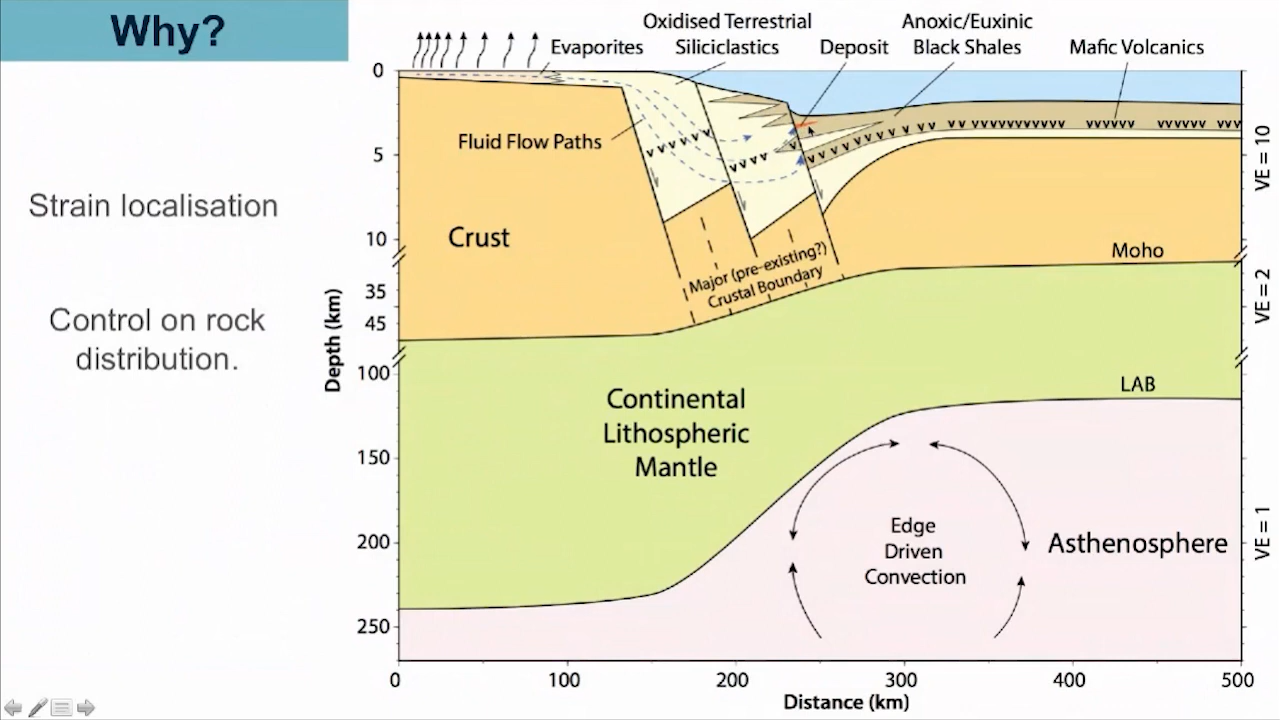 Why?
Strain localisation
Control on rock
distribution.
Oxidised Terrestrial
Siliciclastics
Anoxic/Euxinic
Black Shales
Evaporites
Deposit
Mafic Volcanics
Fluid Flow Paths
Crust
Major (pre-existing?)
Crustal Boundary
Moho
LAB
Continental
Lithospheric
Mantle
Edge
Driven
Convection
Asthenosphere
Depth (km)
0
5
10
35
45
100
150
200
250
VE = 10
VE = 2
VE = 1
0
100
200
300
400
500
Distance (km)